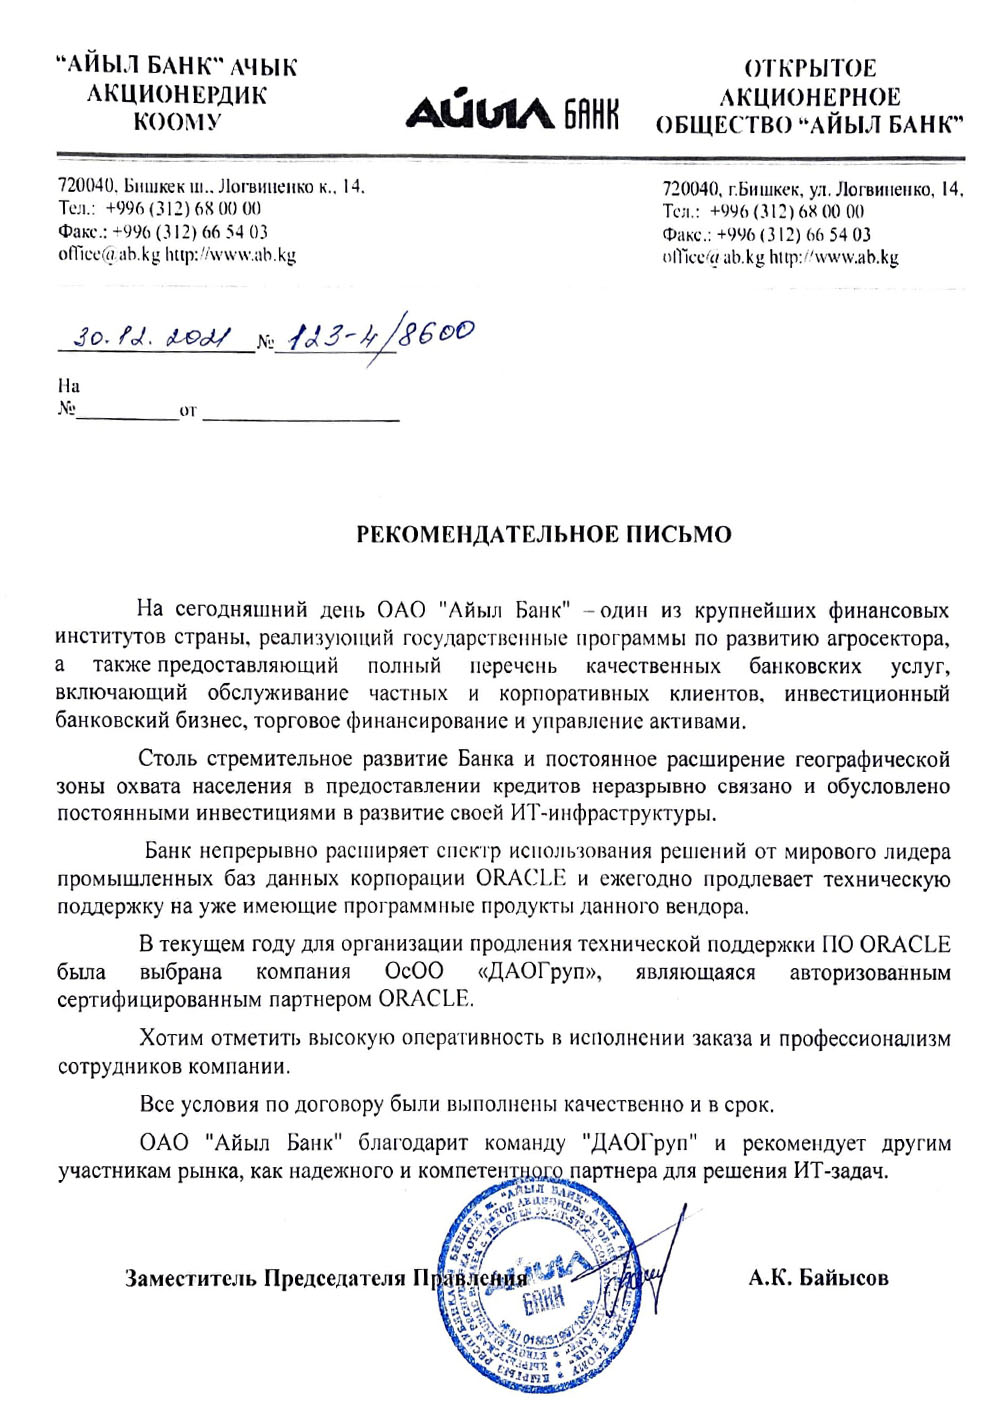 “АЙЫЛ БАНК” АЧЫК
АКЦИОНЕРДИК
КООМУ
АЙЫЛ БАНК
ОТКРЫТОЕ
АКЦИОНЕРНОЕ
ОБЩЕСТВО “АЙЫЛ БАНК”
720040, Бишкек ш., Логвиненко к., 14,
Тел.: +996 (312) 68 00 00
Факс.: +996 (312) 66 54 03
office@ab.kg http://www.ab.kg
720040, г.Бишкек, ул. Логвиненко, 14,
Тел.: +996 (312) 68 00 00
Факс.: +996 (312) 66 54 03
office@ab.kg http://www.ab.kg
30.12.2021 № 123-4/8600
На
№__________от ___________________
РЕКОМЕНДАТЕЛЬНОЕ ПИСЬМО
На сегодняшний день ОАО "Айыл Банк" – один из крупнейших финансовых
институтов страны, реализующий государственные программы по развитию агросектора,
а также предоставляющий полный перечень качественных банковских услуг,
включающий обслуживание частных и корпоративных клиентов, инвестиционный
банковский бизнес, торговое финансирование и управление активами.
Столь стремительное развитие Банка и постоянное расширение географической
зоны охвата населения в предоставлении кредитов неразрывно связано и обусловлено
постоянными инвестициями в развитие своей ИТ-инфраструктуры.
Банк непрерывно расширяет спектр использования решений от мирового лидера
промышленных баз данных корпорации ORACLE и ежегодно продлевает техническую
поддержку на уже имеющие программные продукты данного вендора.
В текущем году для организации продления технической поддержки ПО ORACLE
была выбрана компания ОсОО «ДАОГруп», являющаяся авторизованным
сертифицированным партнером ORACLE.
Хотим отметить высокую оперативность в исполнении заказа и профессионализм
сотрудников компании.
Все условия по договору были выполнены качественно и в срок.
ОАО "Айыл Банк" благодарит команду "ДАОГруп" и рекомендует другим
участникам рынка, как надежного и компетентного партнера для решения ИТ-задач.
Заместитель Председателя Правления
А.К. Байысов
АЙЫЛ
БАНК